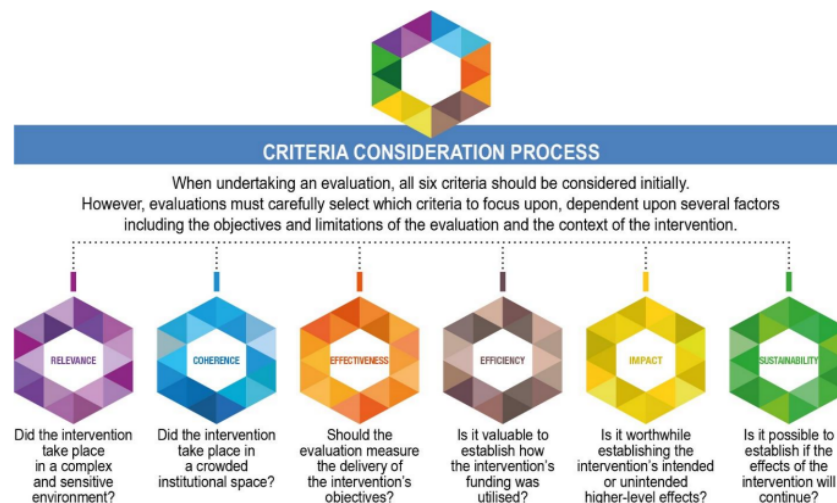 CRITERIA CONSIDERATION PROCESS
When undertaking an evaluation, all six criteria should be considered initially.
However, evaluations must carefully select which criteria to focus upon, dependent upon several factors
including the objectives and limitations of the evaluation and the context of the intervention.
RELEVANCE
Did the intervention
take place
in a complex
and sensitive
environment?
COHERENCE
Did the intervention
take place in
a crowded
institutional space?
EFFECTIVENESS
Should the
evaluation measure
the delivery of
the intervention's
objectives?
EFFICIENCY
Is it valuable to
establish how
the intervention's
funding was
utilised?
IMPACT
Is it worthwhile
establishing the
intervention's intended
or unintended
higher-level effects?
SUSTAINABILITY
Is it possible to
establish if the
effects of the
intervention will
continue?